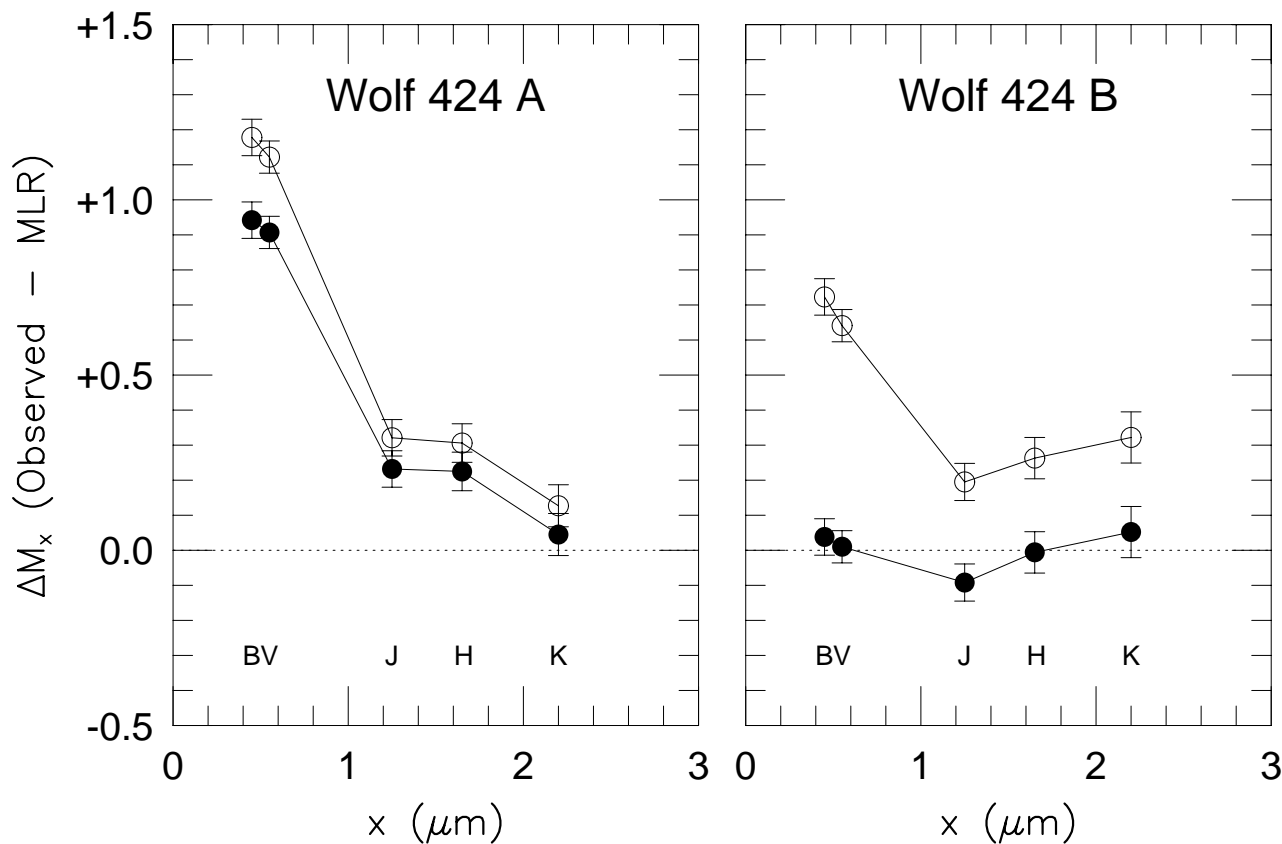 +1.5
+1.0
+0.5
0.0
-0.5
ΔMₓ (Observed − MLR)
Wolf 424 A
BV J H K
0 1 2 3
x (μm)
Wolf 424 B
BV J H K
0 1 2 3
x (μm)